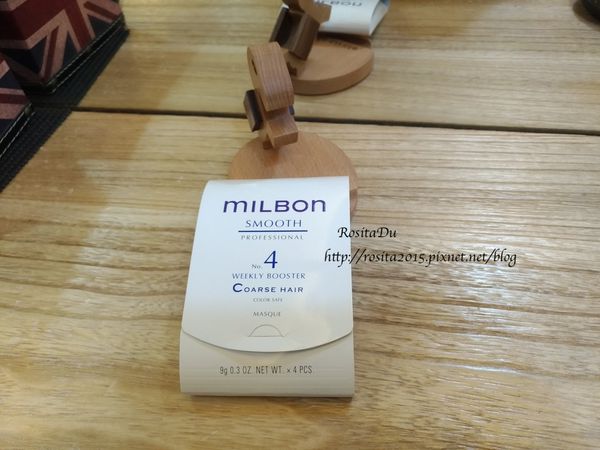 MILBON
SMOOTH
PROFESSIONAL
No. 4
WEEKLY BOOSTER
COARSE HAIR
COLOR SAFE
MASQUE
9g 0.3 OZ. NET WT. × 4 PCS.
RositaDu
http://rosita2015.pixnet.net/blog